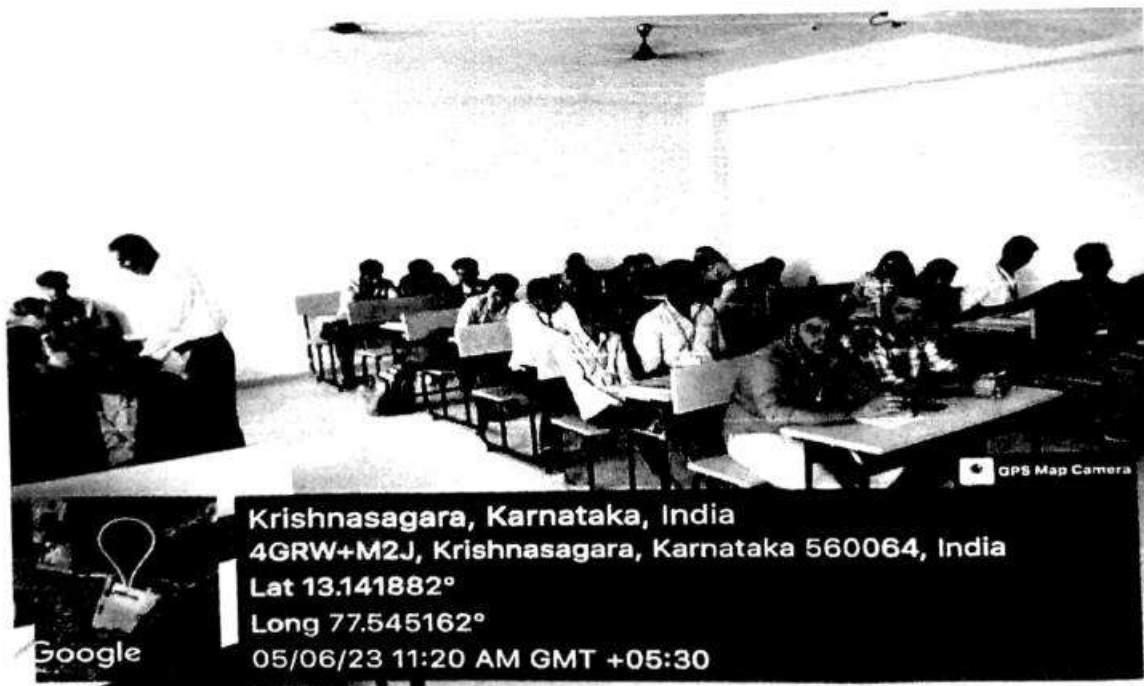 GPS Map Camera
Krishnasagara, Karnataka, India
4GRW+M2J, Krishnasagara, Karnataka 560064, India
Lat 13.141882°
Long 77.545162°
05/06/23 11:20 AM GMT +05:30
Google